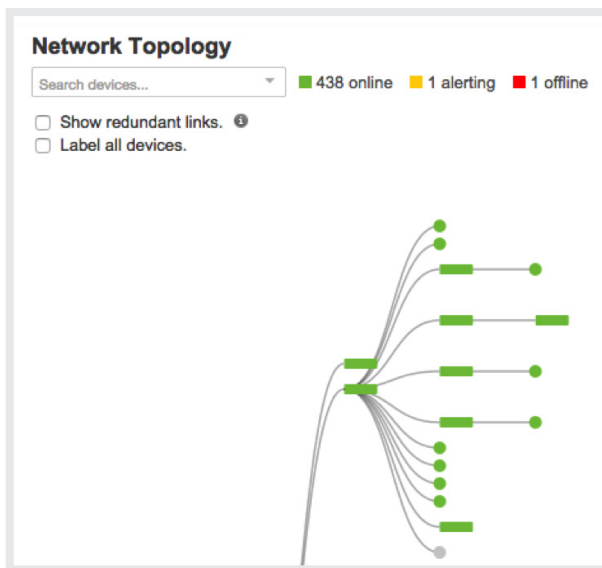 Network Topology
Search devices...
438 online
1 alerting
1 offline
Show redundant links.
Label all devices.